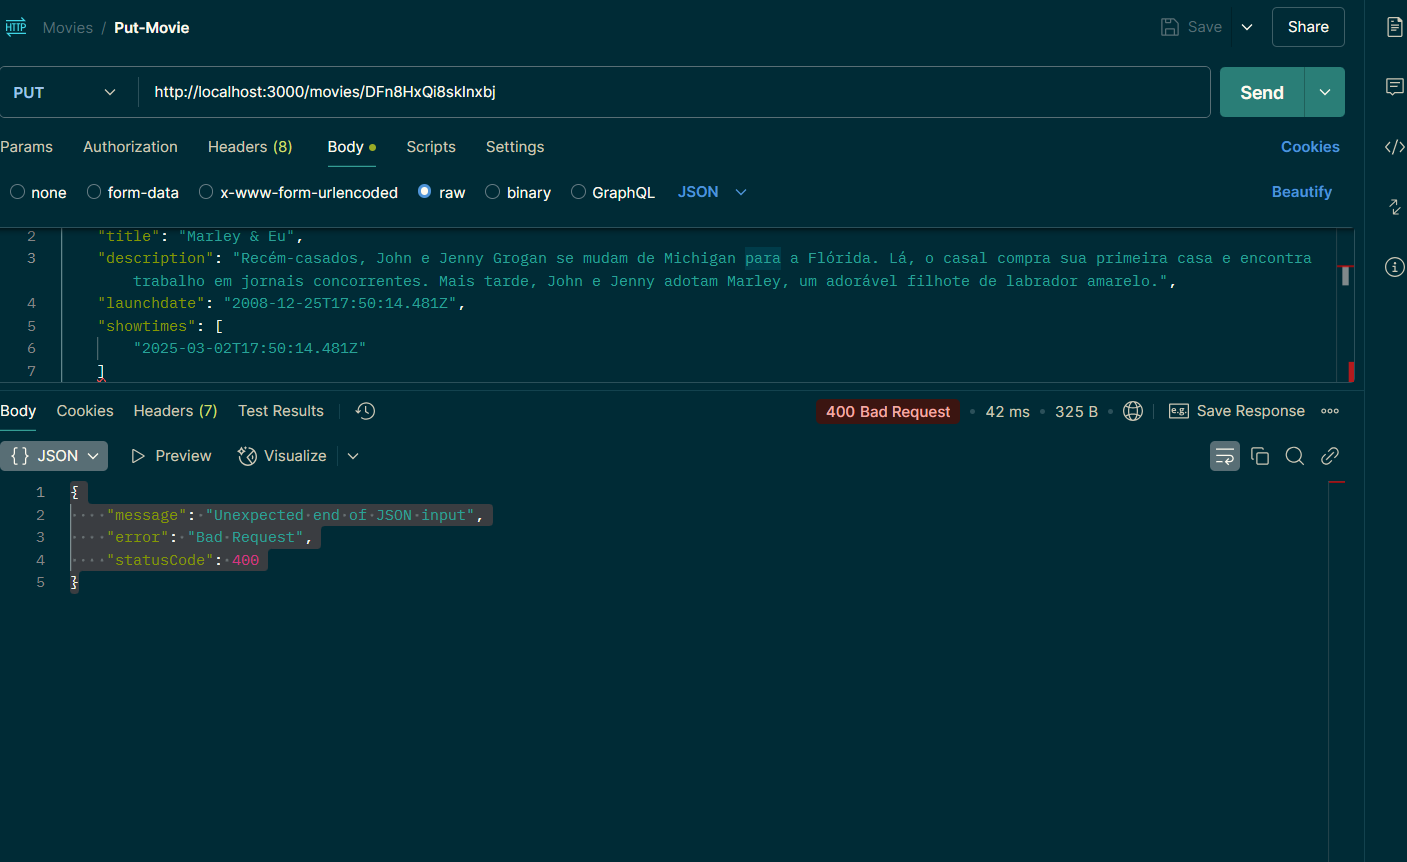 HTTP Movies / Put-Movie Save Share
PUT http://localhost:3000/movies/DFn8HxQi8skInxbj Send
Params Authorization Headers (8) Body Scripts Settings Cookies
none form-data x-www-form-urlencoded raw binary GraphQL JSON Beautify
2 "title": "Marley & Eu",
3 "description": "Recém-casados, John e Jenny Grogan se mudam de Michigan para a Flórida. Lá, o casal compra sua primeira casa e encontra
trabalho em jornais concorrentes. Mais tarde, John e Jenny adotam Marley, um adorável filhote de labrador amarelo.",
4 "launchdate": "2008-12-25T17:50:14.481Z",
5 "showtimes": [
6 "2025-03-02T17:50:14.481Z"
7 ]
Body Cookies Headers (7) Test Results 400 Bad Request • 42 ms • 325 B • e.g. Save Response
{} JSON Preview Visualize
1 {
2 "message": "Unexpected end of JSON input",
3 "error": "Bad Request",
4 "statusCode": 400
5 }